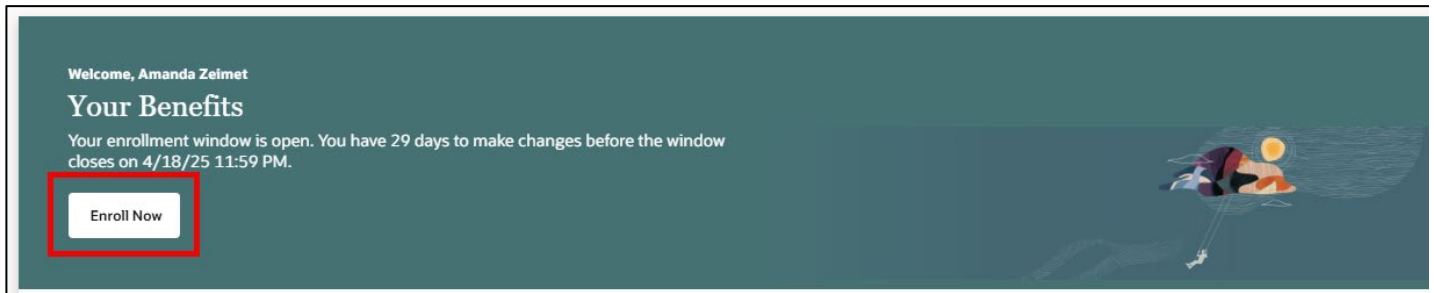 Welcome, Amanda Zeimet
Your Benefits
Your enrollment window is open. You have 29 days to make changes before the window
closes on 4/18/25 11:59 PM.
Enroll Now